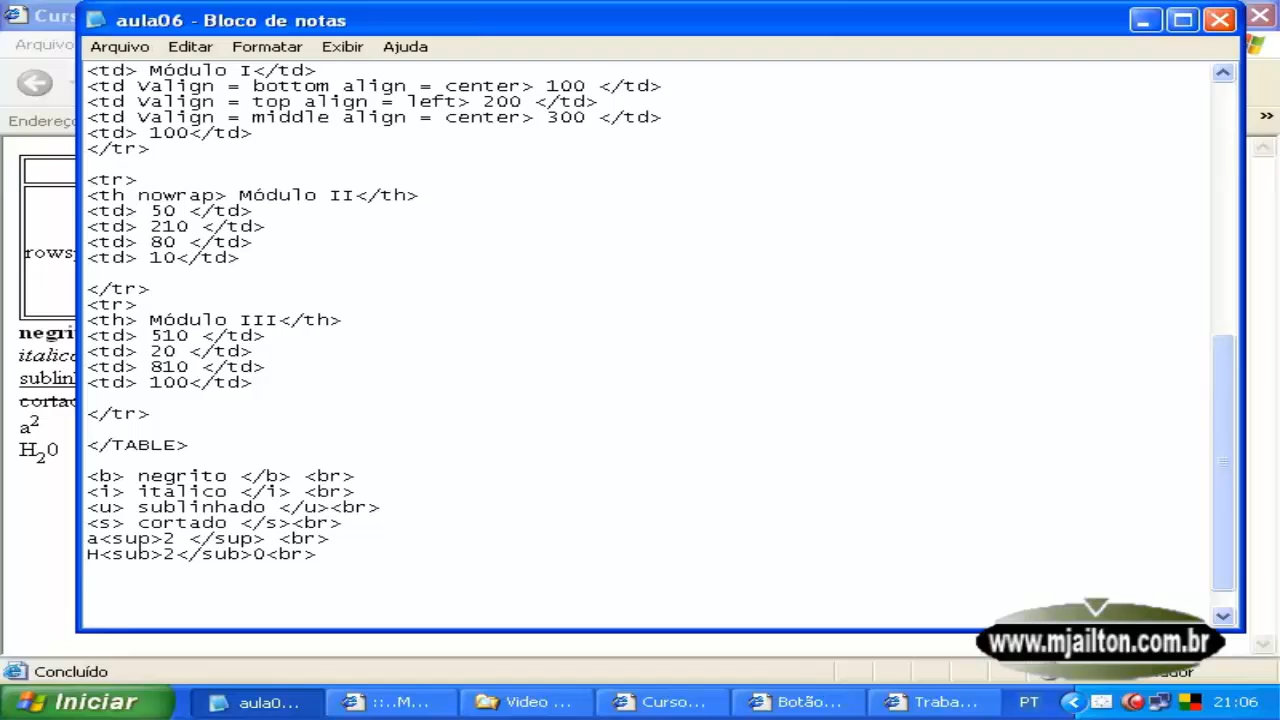 Curs
aula06 - Bloco de notas
Arquivo
Arquivo Editar Formatar Exibir Ajuda
Endereç
<td> Módulo I</td>
<td Valign = bottom align = center> 100 </td>
<td Valign = top align = left> 200 </td>
<td Valign = middle align = center> 300 </td>
<td> 100</td>
</tr>
<tr>
<th nowrap> Módulo II</th>
<td> 50 </td>
<td> 210 </td>
<td> 80 </td>
<td> 10</td>
</tr>
<tr>
<th> Módulo III</th>
<td> 510 </td>
<td> 20 </td>
<td> 810 </td>
<td> 100</td>
</tr>
</TABLE>
<b> negrito </b> <br>
<i> italico </i> <br>
<u> sublinhado </u><br>
<s> cortado </s><br>
a<sup>2 </sup> <br>
H<sub>2</sub>0<br>
rowsp
negri
italico
sublin
cortad
a2
H20
www.mjailton.com.br
Concluído
Iniciar
aula0...
::..M...
Video ...
Curso...
Botão...
Traba...
PT
21:06